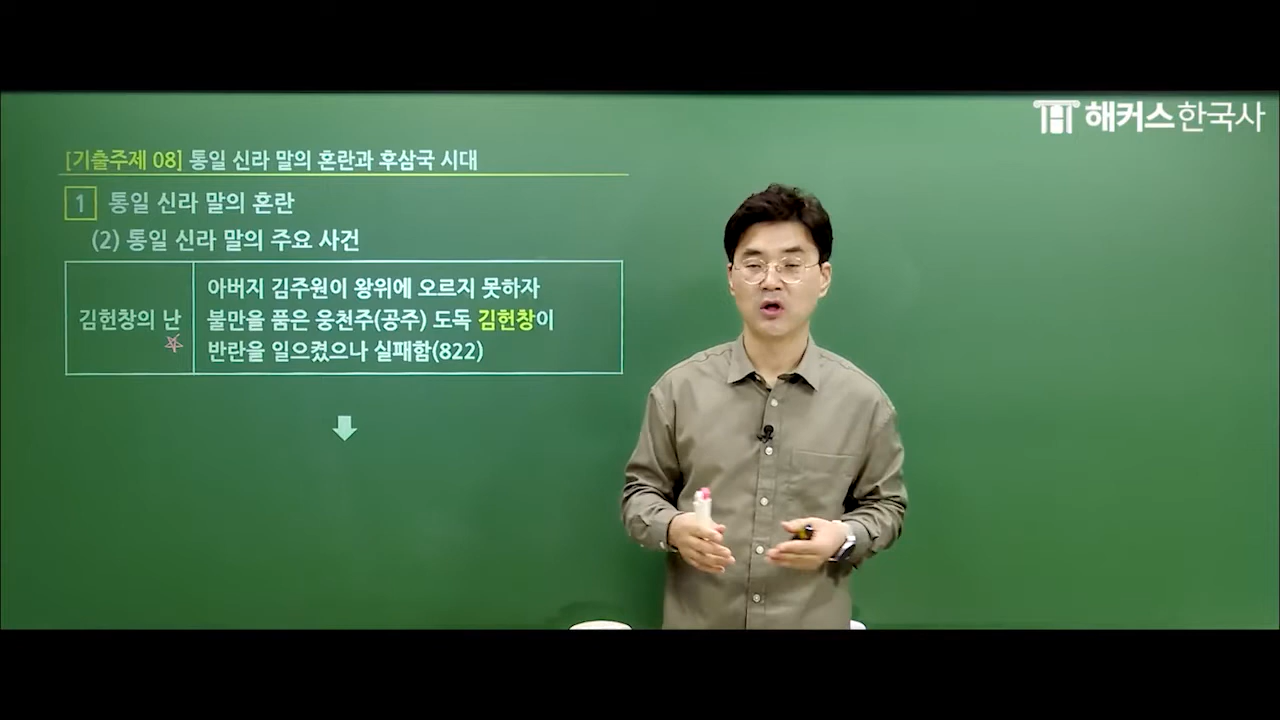 해커스한국사
[기출주제 08] 통일 신라 말의 혼란과 후삼국 시대
1 통일 신라 말의 혼란
(2) 통일 신라 말의 주요 사건
김헌창의 난
아버지 김주원이 왕위에 오르지 못하자
불만을 품은 웅천주(공주) 도독 김헌창이
반란을 일으켰으나 실패함(822)